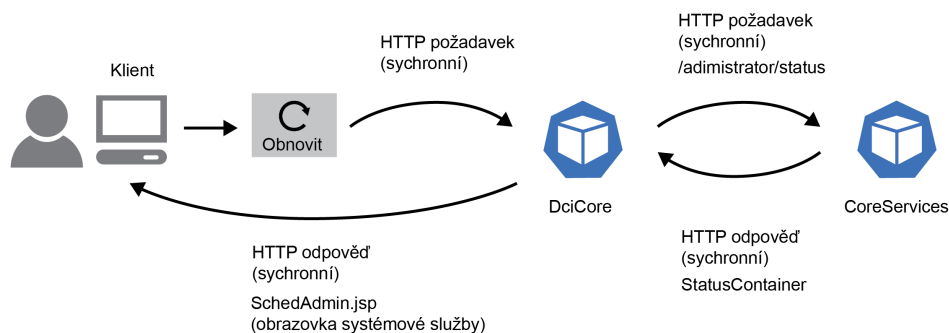 Klient
Obnovit
HTTP požadavek
(sychronní)
DciCore
HTTP požadavek
(sychronní)
/adimistrator/status
CoreServices
HTTP odpověď
(sychronní)
StatusContainer
HTTP odpověď
(sychronní)
SchedAdmin.jsp
(obrazovka systémové služby)